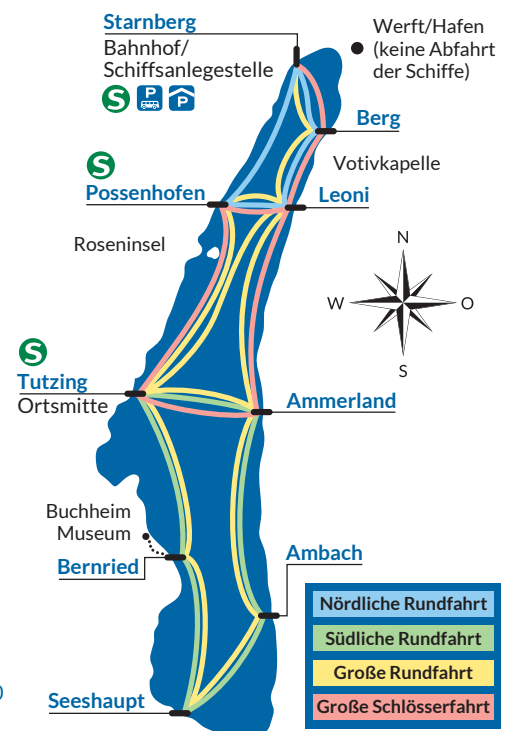 Starnberg
Bahnhof/
Schiffsanlegestelle
S P P
Werft/Hafen
(keine Abfahrt
der Schiffe)
Berg
Votivkapelle
S
Possenhofen
Leoni
Roseninsel
N
W O
S
S
Tutzing
Ortsmitte
Ammerland
Buchheim
Museum
Bernried
Ambach
Seeshaupt
Nördliche Rundfahrt
Südliche Rundfahrt
Große Rundfahrt
Große Schlösserfahrt